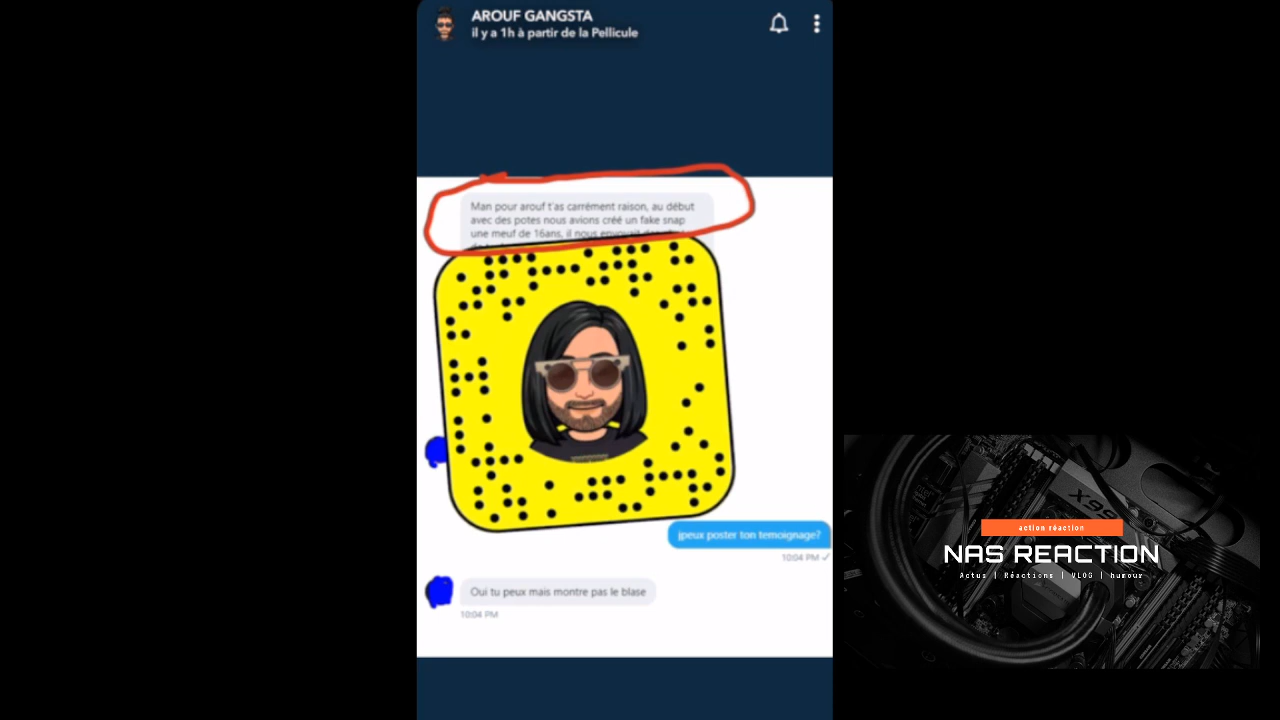 AROUF GANGSTA
il y a 1h à partir de la Pellicule
Man pour arouf t'as carrément raison, au début
avec des potes nous avions créé un fake snap
une meuf de 16ans, il nous envoyait
jpeux poster ton temoignage?
10:04 PM
Oui tu peux mais montre pas le blase
10:04 PM
X99
action réaction
NAS REACTION
Actus | Réactions | VLOG | humour